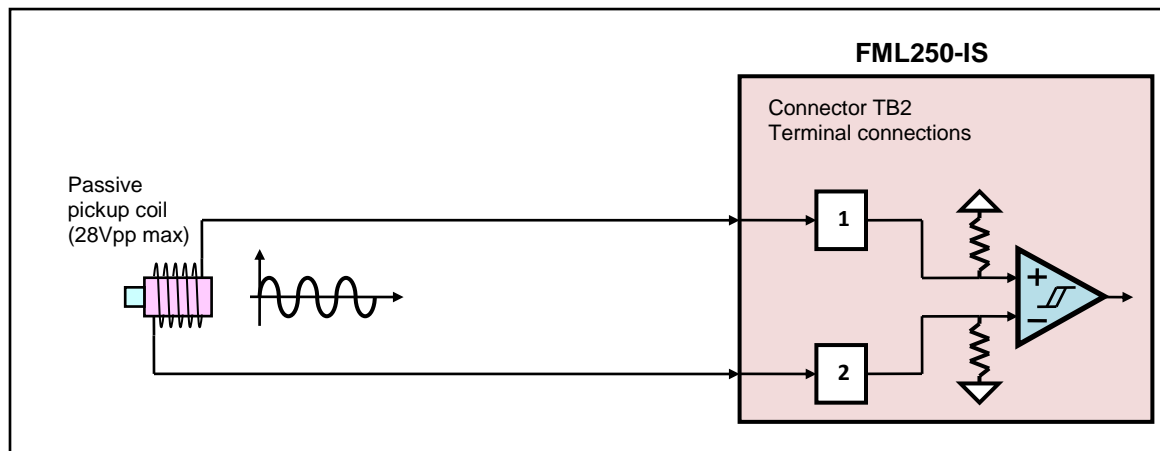 FML250-IS
Connector TB2
Terminal connections
Passive
pickup coil
(28Vpp max)
1
+
−
2